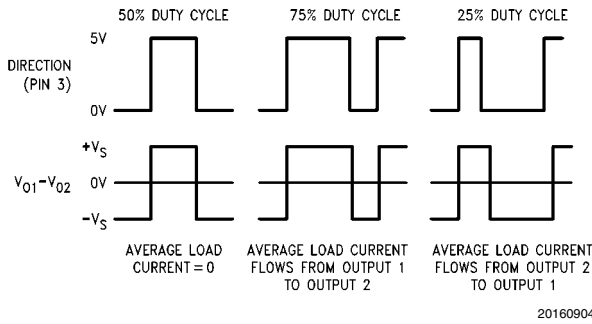 50% DUTY CYCLE
75% DUTY CYCLE
25% DUTY CYCLE
DIRECTION
(PIN 3)
5V
0V
V01−V02
+VS
0V
−VS
AVERAGE LOAD
CURRENT = 0
AVERAGE LOAD CURRENT
FLOWS FROM OUTPUT 1
TO OUTPUT 2
AVERAGE LOAD CURRENT
FLOWS FROM OUTPUT 2
TO OUTPUT 1
20160904